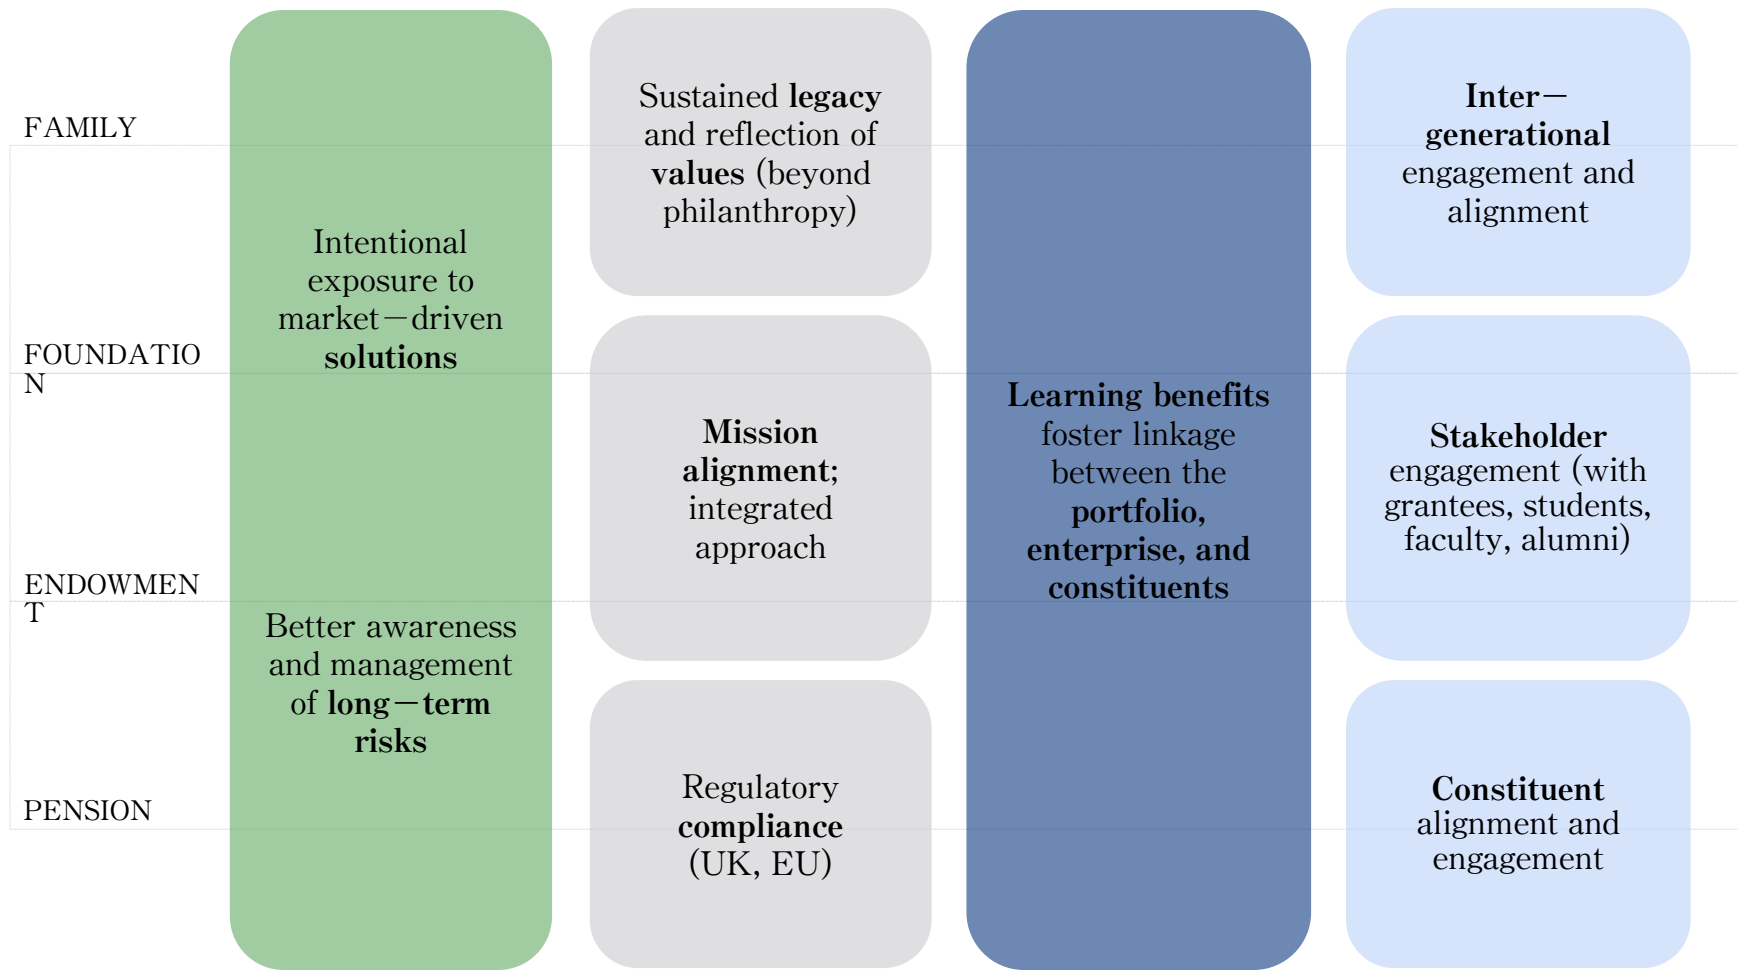 FAMILY
FOUNDATIO
N
ENDOWMEN
T
PENSION
Intentional
exposure to
market—driven
solutions
Better awareness
and management
of long—term
risks
Sustained legacy
and reflection of
values (beyond
philanthropy)
Mission
alignment;
integrated
approach
Regulatory
compliance
(UK, EU)
Learning benefits
foster linkage
between the
portfolio,
enterprise, and
constituents
Inter—
generational
engagement and
alignment
Stakeholder
engagement (with
grantees, students,
faculty, alumni)
Constituent
alignment and
engagement